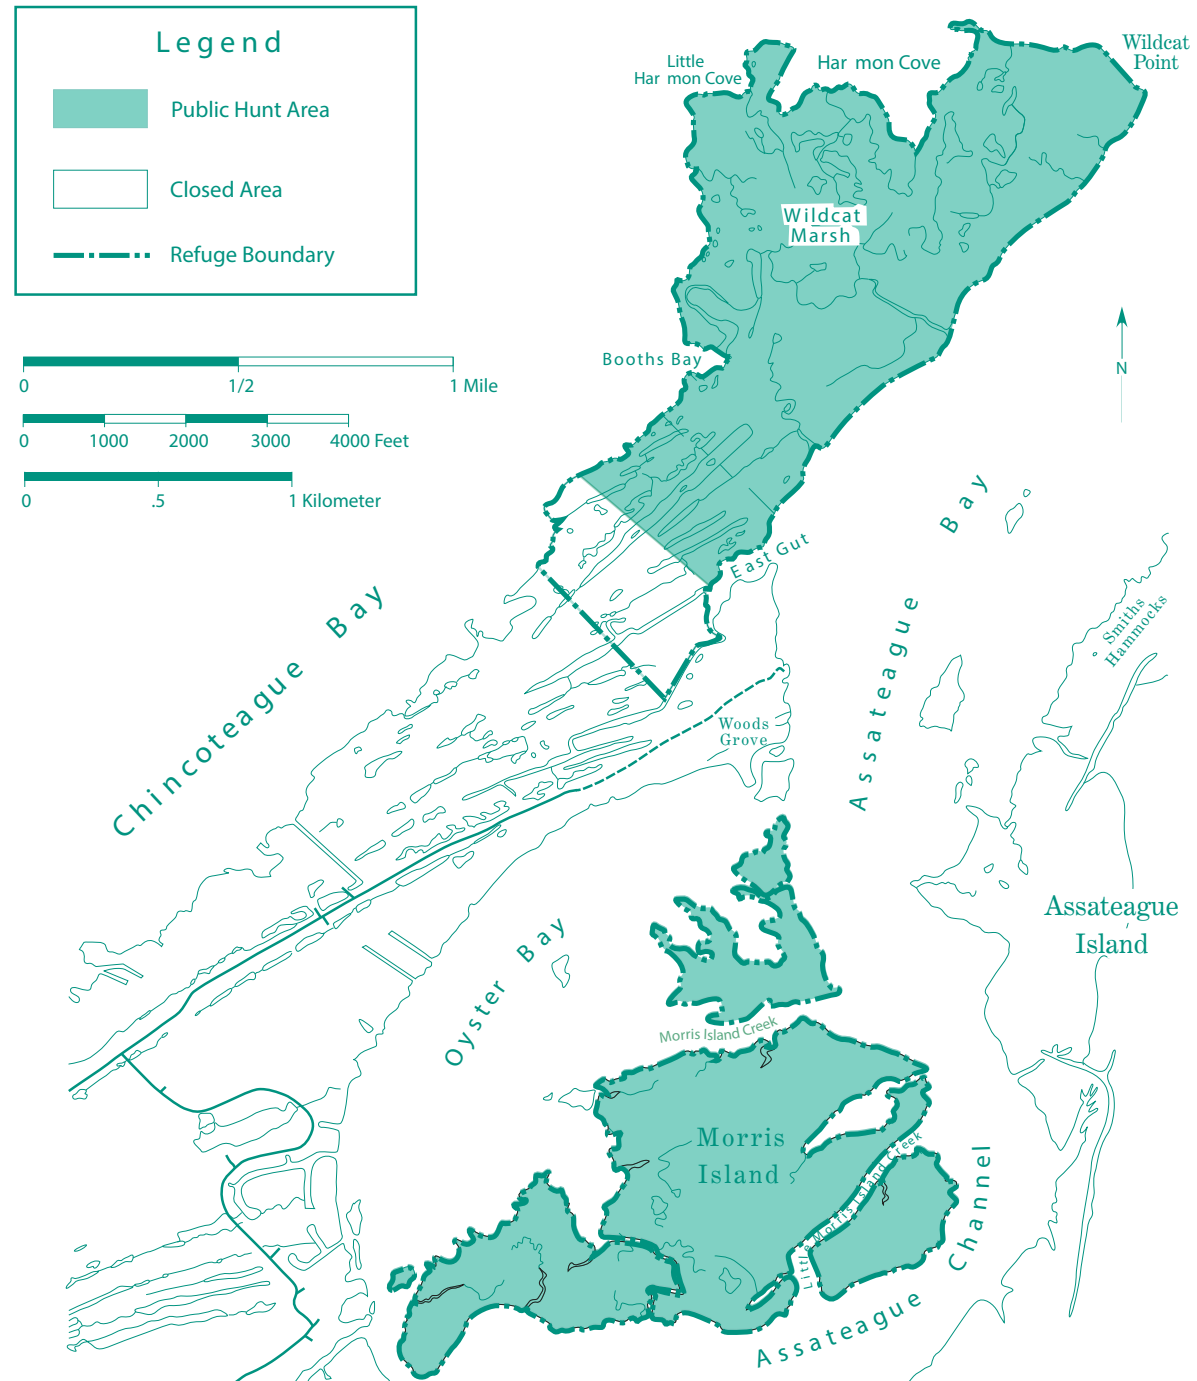 Legend
Public Hunt Area
Closed Area
Refuge Boundary
0 1/2 1 Mile
0 1000 2000 3000 4000 Feet
0 .5 1 Kilometer
Little
Har mon Cove
Har mon Cove
Wildcat
Point
Wildcat
Marsh
Booths Bay
N
East Gut
Chincoteague Bay
Assateague Bay
Smiths
Hammocks
Woods
Grove
Assateague
Island
Oyster Bay
Morris Island Creek
Morris
Island
Little Morris Island Creek
Assateague Channel